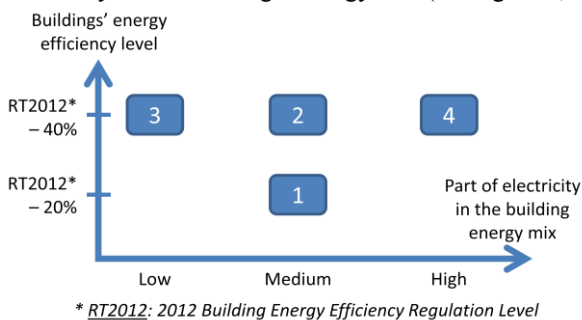 Buildings' energy
efficiency level
RT2012*
– 40%
3
2
4
RT2012*
– 20%
1
Part of electricity
in the building
energy mix
Low
Medium
High
* RT2012: 2012 Building Energy Efficiency Regulation Level